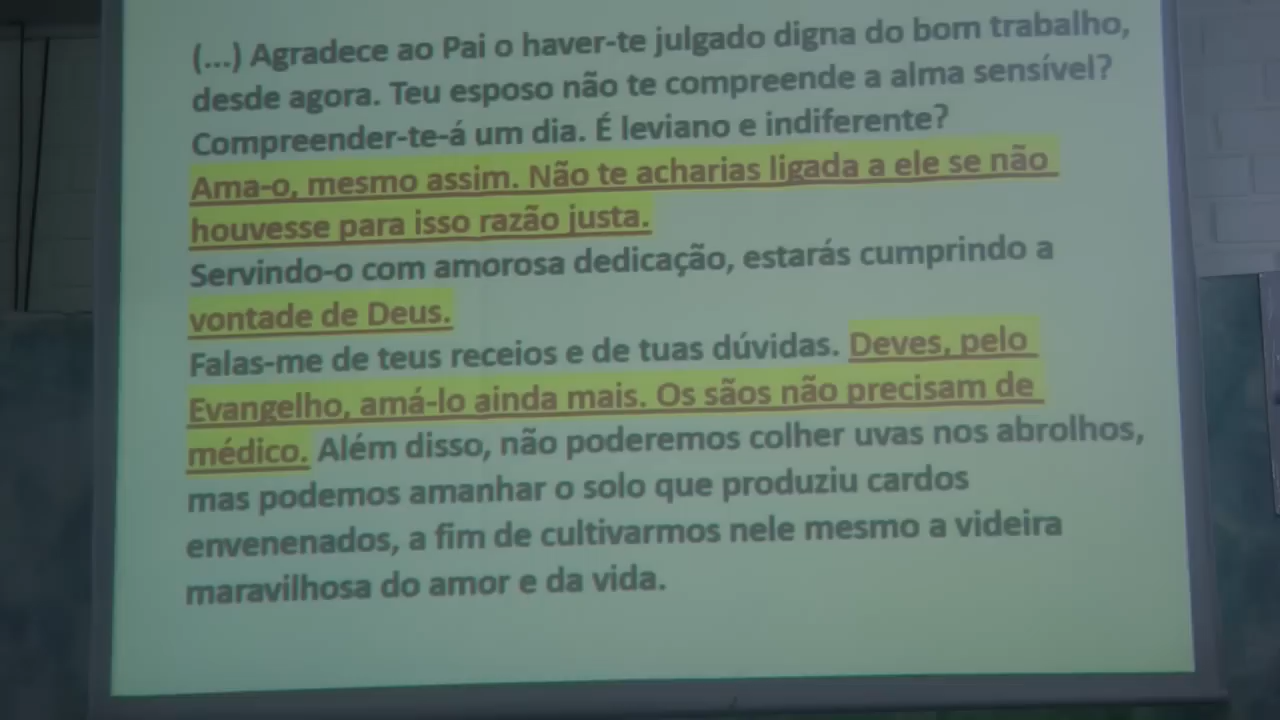 (...) Agradece ao Pai o haver-te julgado digna do bom trabalho,
desde agora. Teu esposo não te compreende a alma sensível?
Compreender-te-á um dia. É leviano e indiferente?
Ama-o, mesmo assim. Não te acharias ligada a ele se não
houvesse para isso razão justa.
Servindo-o com amorosa dedicação, estarás cumprindo a
vontade de Deus.
Falas-me de teus receios e de tuas dúvidas. Deves, pelo
Evangelho, amá-lo ainda mais. Os sãos não precisam de
médico. Além disso, não poderemos colher uvas nos abrolhos,
mas podemos amanhar o solo que produziu cardos
envenenados, a fim de cultivarmos nele mesmo a videira
maravilhosa do amor e da vida.